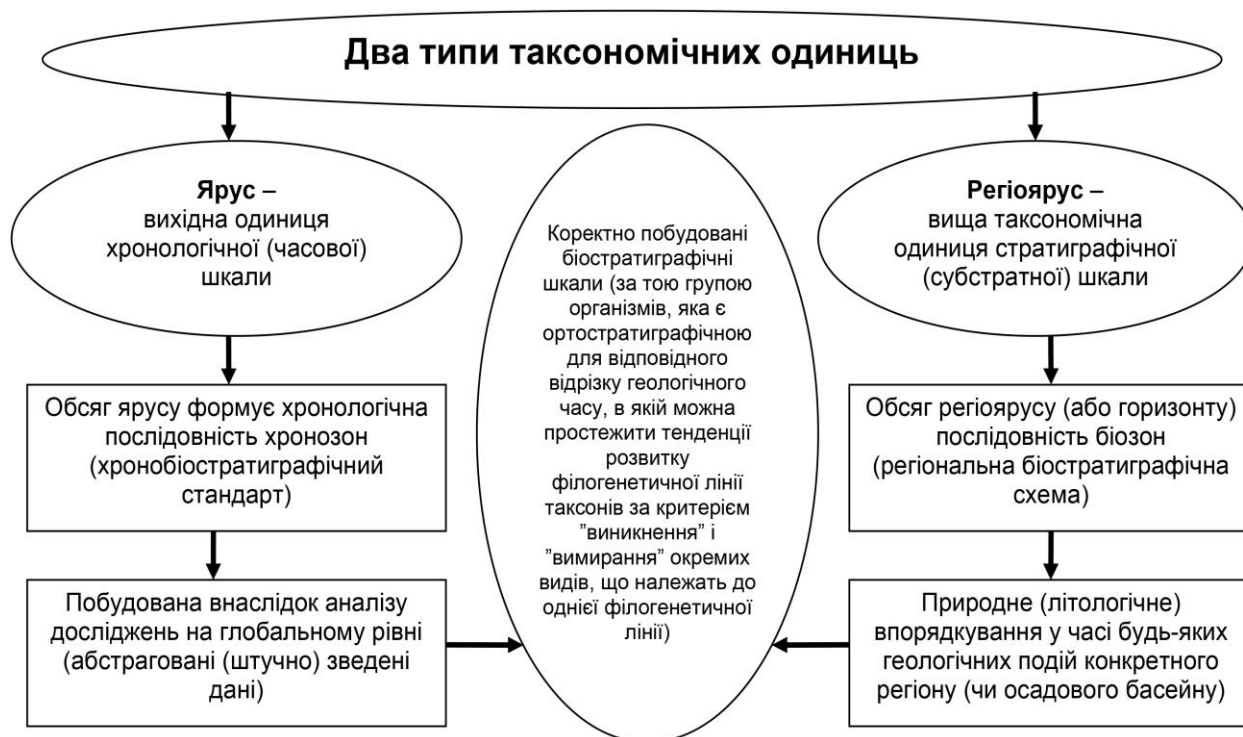 Два типи таксономічних одиниць
Ярус –
вихідна одиниця
хронологічної (часової)
шкали
Обсяг ярусу формує хронологічна
послідовність хронозон
(хронобіостратиграфічний
стандарт)
Побудована внаслідок аналізу
досліджень на глобальному рівні
(абстраговані (штучно) зведені
дані)
Коректно побудовані
біостратиграфічні
шкали (за тою групою
організмів, яка є
ортостратиграфічною
для відповідного
відрізку геологічного
часу, в якій можна
простежити тенденції
розвитку
філогенетичної лінії
таксонів за критерієм
”виникнення” і
”вимирання” окремих
видів, що належать до
однієї філогенетичної
лінії)
Регіоярус –
вища таксономічна
одиниця стратиграфічної
(субстратної) шкали
Обсяг регіоярусу (або горизонту)
послідовність біозон
(регіональна біостратиграфічна
схема)
Природне (літологічне)
впорядкування у часі будь-яких
геологічних подій конкретного
регіону (чи осадового басейну)